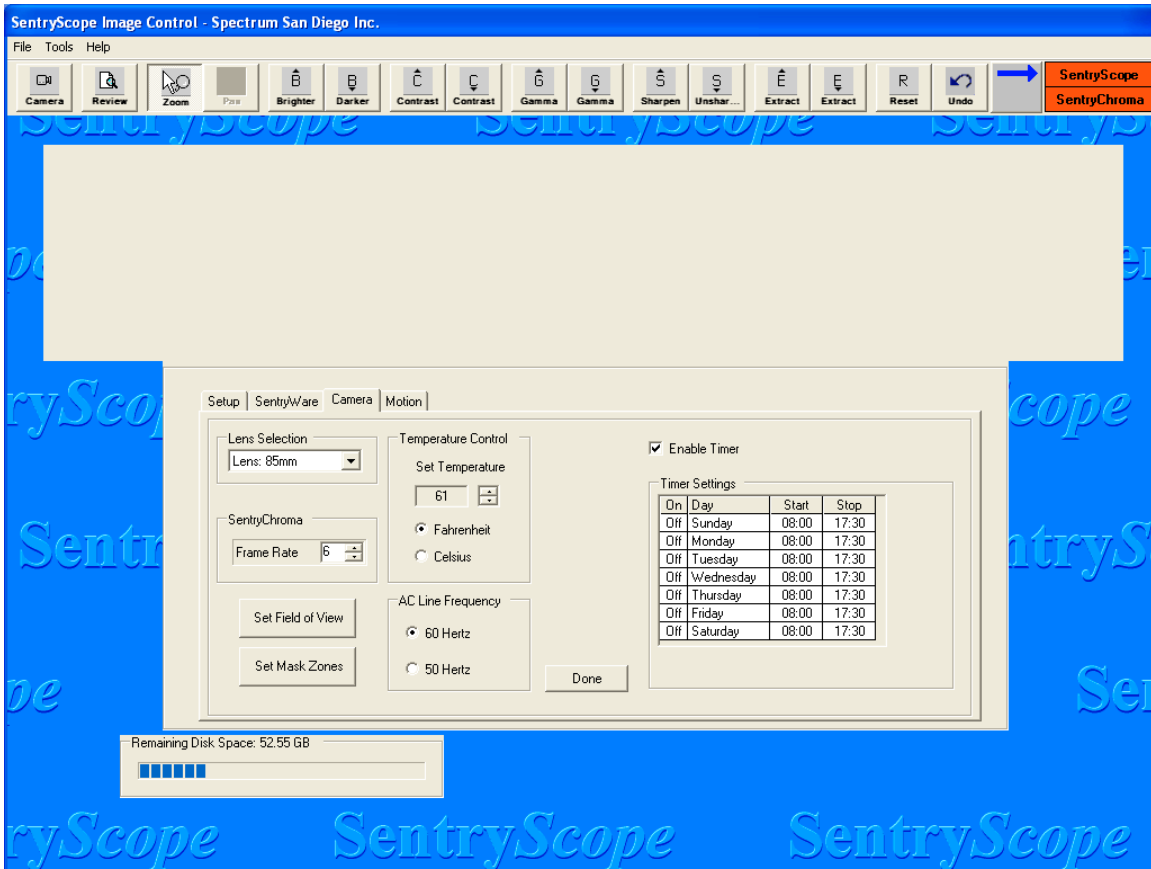 SentryScope Image Control - Spectrum San Diego Inc.
File Tools Help
Camera
Review
Zoom
Pan
B
Brighter
B
Darker
C
Contrast
C
Contrast
G
Gamma
G
Gamma
S
Sharpen
S
Unshar...
E
Extract
E
Extract
R
Reset
Undo
SentryScope
SentryChroma
Setup SentryWare Camera Motion
Lens Selection
Lens: 85mm
SentryChroma
Frame Rate 6
Set Field of View
Set Mask Zones
Temperature Control
Set Temperature
61
Fahrenheit
Celsius
AC Line Frequency
60 Hertz
50 Hertz
Done
Enable Timer
Timer Settings
On Day Start Stop
Off Sunday 08:00 17:30
Off Monday 08:00 17:30
Off Tuesday 08:00 17:30
Off Wednesday 08:00 17:30
Off Thursday 08:00 17:30
Off Friday 08:00 17:30
Off Saturday 08:00 17:30
Remaining Disk Space: 52.55 GB
ryScope SentryScope SentryScope